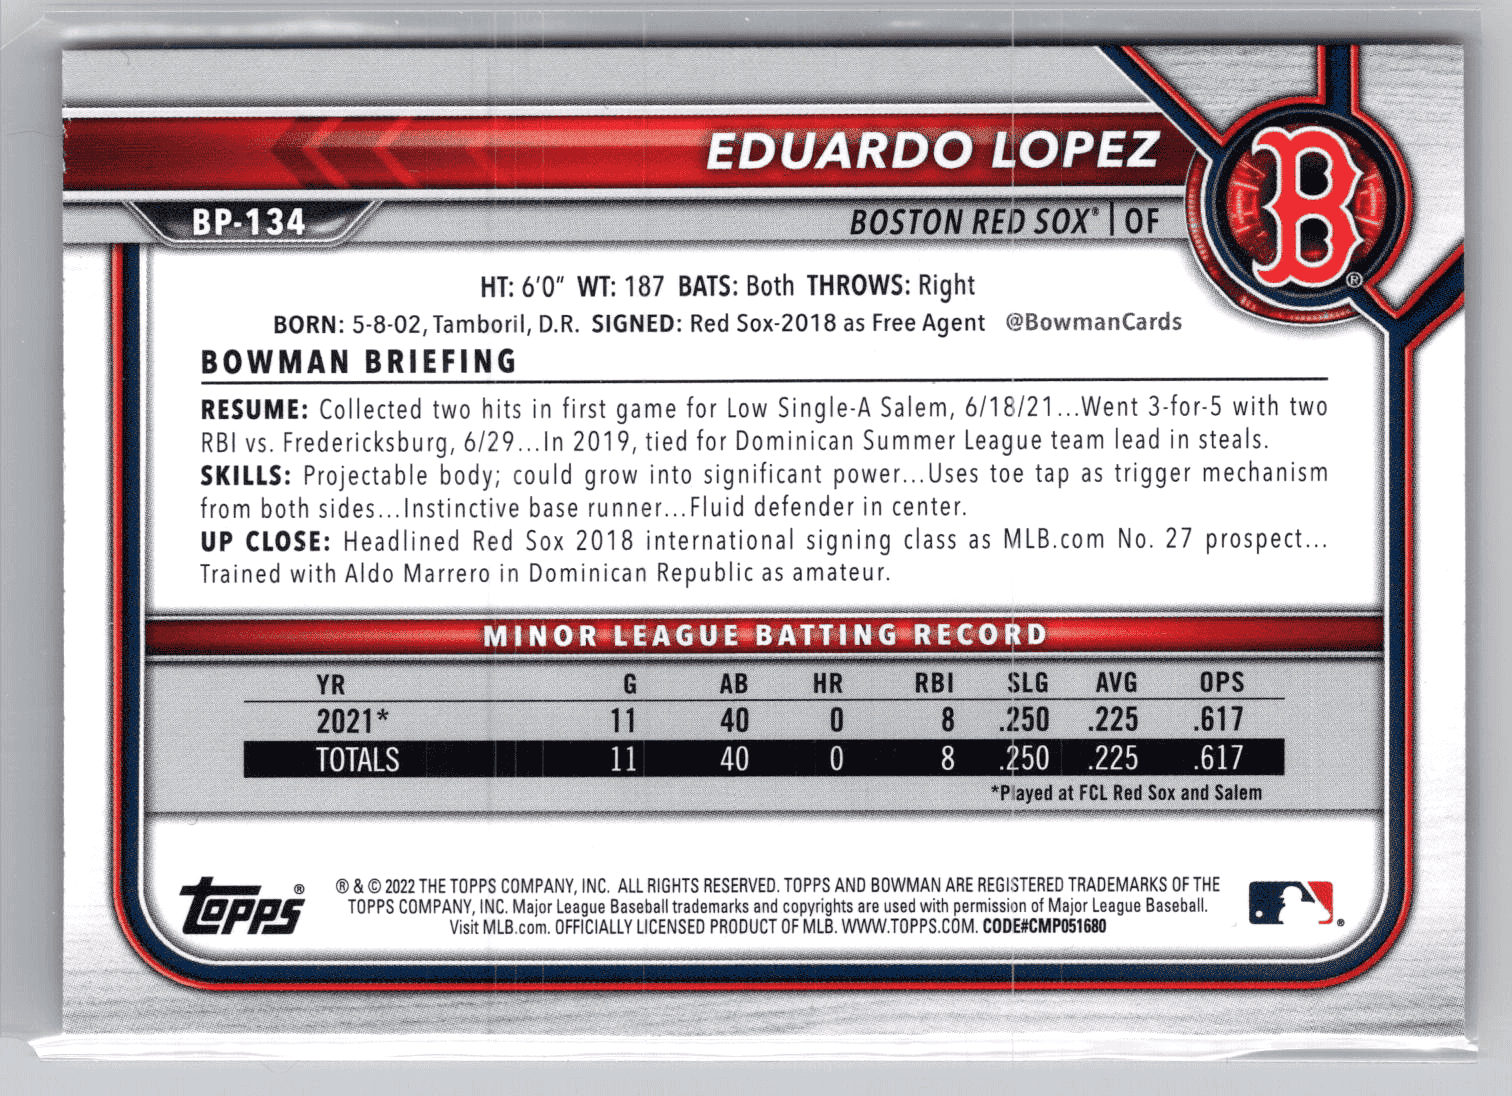 EDUARDO LOPEZ
BP-134
BOSTON RED SOX® | OF
B
®
HT: 6'0" WT: 187 BATS: Both THROWS: Right
BORN: 5-8-02, Tamboril, D.R. SIGNED: Red Sox-2018 as Free Agent @BowmanCards
BOWMAN BRIEFING
RESUME: Collected two hits in first game for Low Single-A Salem, 6/18/21...Went 3-for-5 with two
RBI vs. Fredericksburg, 6/29...In 2019, tied for Dominican Summer League team lead in steals.
SKILLS: Projectable body; could grow into significant power...Uses toe tap as trigger mechanism
from both sides...Instinctive base runner...Fluid defender in center.
UP CLOSE: Headlined Red Sox 2018 international signing class as MLB.com No. 27 prospect...
Trained with Aldo Marrero in Dominican Republic as amateur.
MINOR LEAGUE BATTING RECORD
YR G AB HR RBI SLG AVG OPS
2021* 11 40 0 8 .250 .225 .617
TOTALS 11 40 0 8 .250 .225 .617
*Played at FCL Red Sox and Salem
Topps®
® & © 2022 THE TOPPS COMPANY, INC. ALL RIGHTS RESERVED. TOPPS AND BOWMAN ARE REGISTERED TRADEMARKS OF THE
TOPPS COMPANY, INC. Major League Baseball trademarks and copyrights are used with permission of Major League Baseball.
Visit MLB.com. OFFICIALLY LICENSED PRODUCT OF MLB. WWW.TOPPS.COM. CODE#CMP051680
®